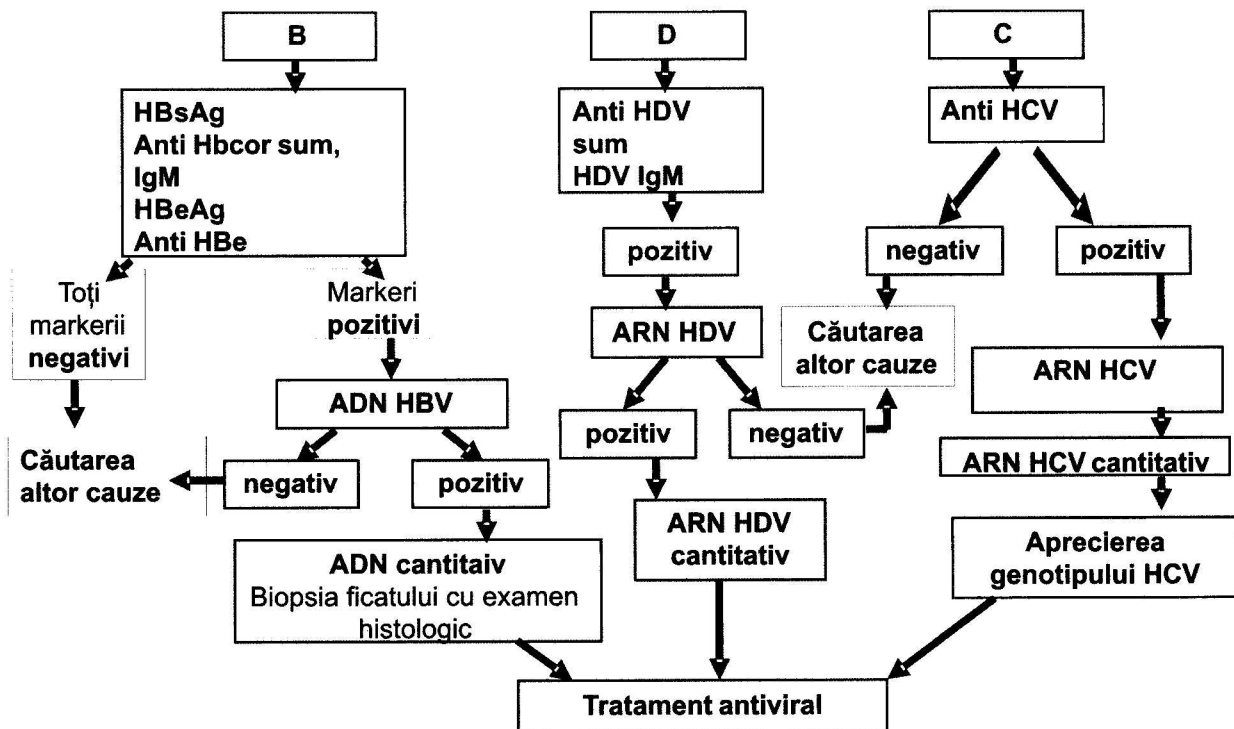 B
HBsAg
Anti Hbcor sum,
IgM
HBeAg
Anti HBe
Toți
markerii
negativi
Markeri
pozitivi
ADN HBV
Căutarea
altor cauze
negativ
pozitiv
ADN cantitaiv
Biopsia ficatului cu examen
histologic
D
Anti HDV
sum
HDV IgM
pozitiv
ARN HDV
pozitiv
negativ
ARN HDV
cantitativ
C
Anti HCV
negativ
pozitiv
Căutarea
altor cauze
ARN HCV
ARN HCV cantitativ
Aprecierea
genotipului HCV
Tratament antiviral